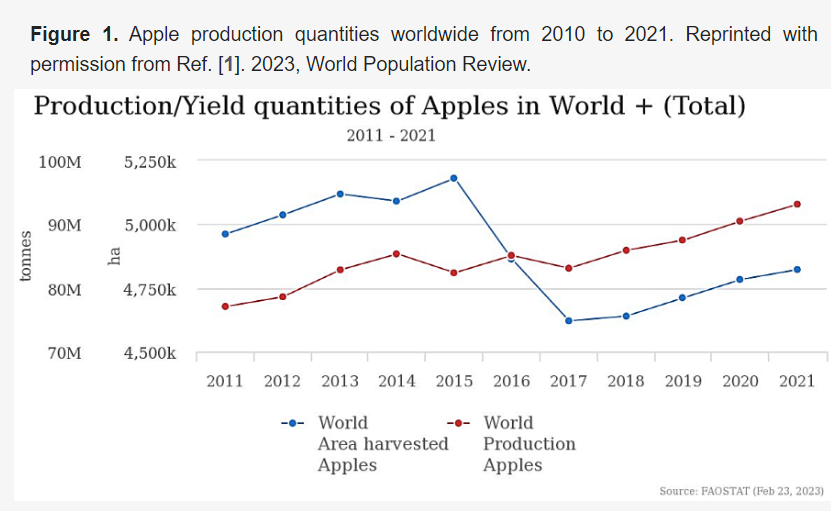 Figure 1. Apple production quantities worldwide from 2010 to 2021. Reprinted with
permission from Ref. [1]. 2023, World Population Review.
Production/Yield quantities of Apples in World + (Total)
2011 - 2021
100M 5,250k
90M 5,000k
tonnes
ha
80M 4,750k
70M 4,500k
2011 2012 2013 2014 2015 2016 2017 2018 2019 2020 2021
World
Area harvested
Apples
World
Production
Apples
Source: FAOSTAT (Feb 23, 2023)